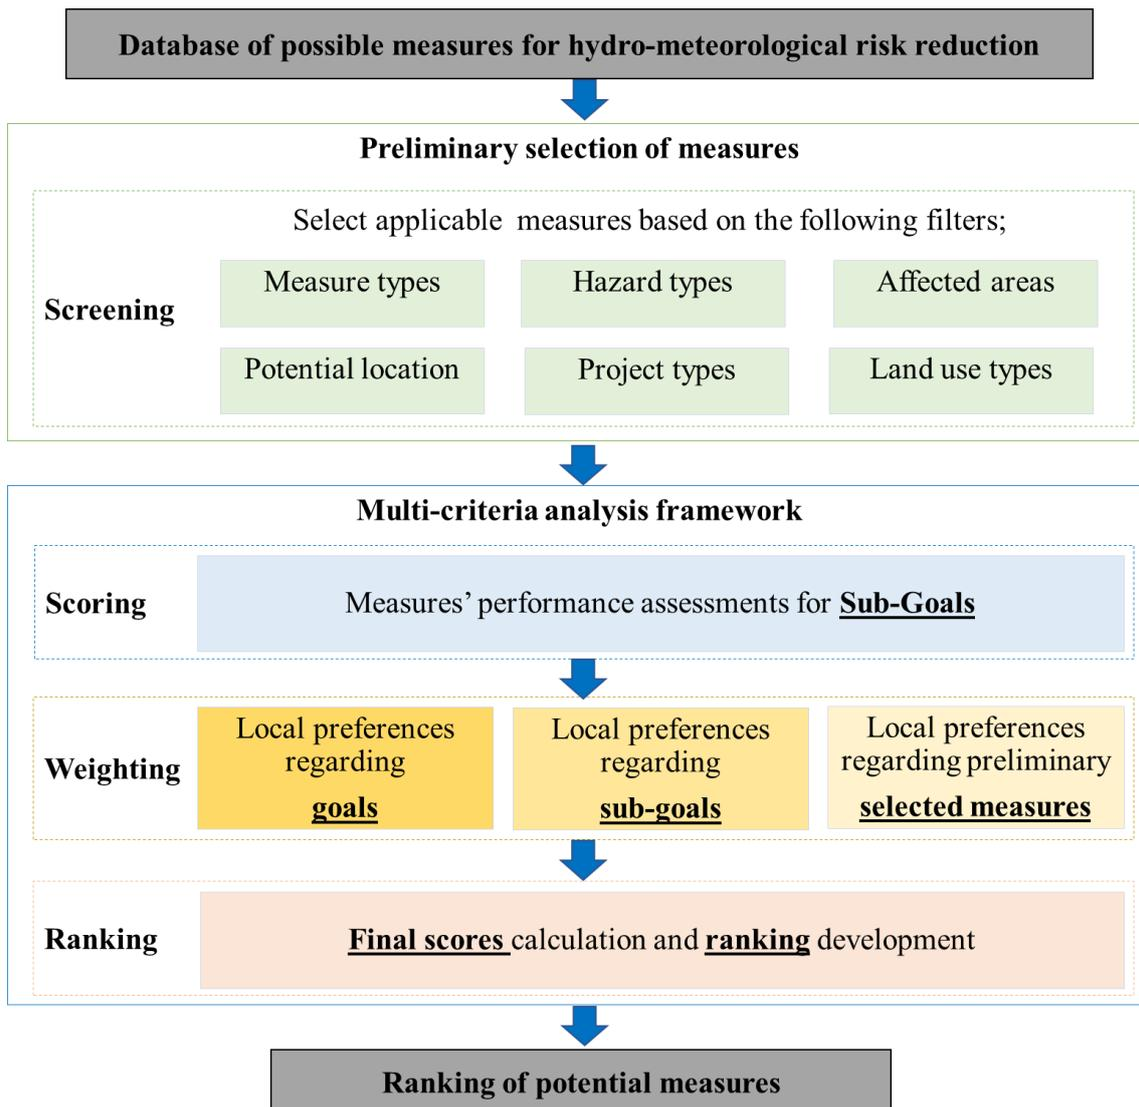 Database of possible measures for hydro-meteorological risk reduction
Preliminary selection of measures
Select applicable measures based on the following filters;
Screening
Measure types
Hazard types
Affected areas
Potential location
Project types
Land use types
Multi-criteria analysis framework
Scoring
Measures’ performance assessments for Sub-Goals
Weighting
Local preferences
regarding
goals
Local preferences
regarding
sub-goals
Local preferences
regarding preliminary
selected measures
Ranking
Final scores calculation and ranking development
Ranking of potential measures